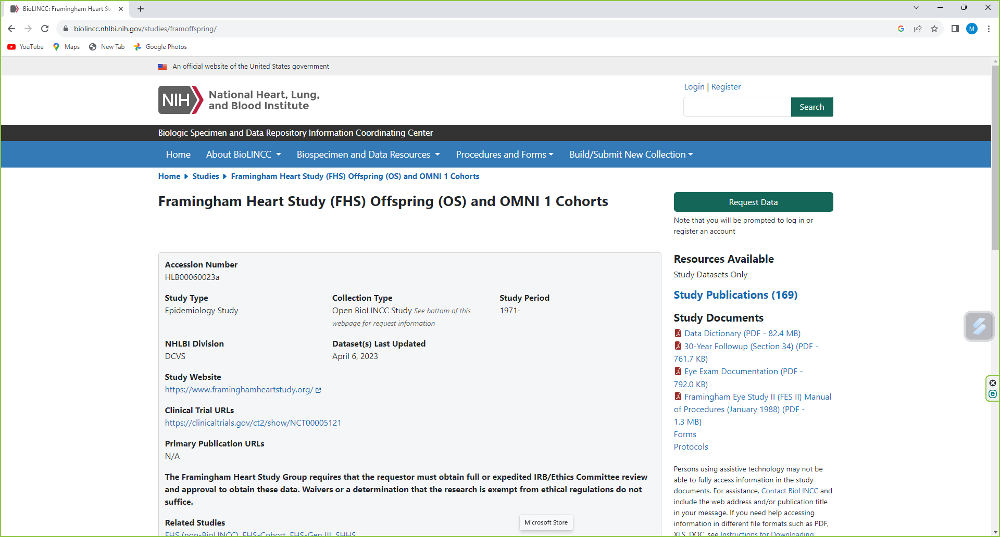 BioLINCC: Framingham Heart St
biolincc.nhlbi.nih.gov/studies/framoffspring/
M
YouTube
Maps
New Tab
Google Photos
An official website of the United States government
NIH
National Heart, Lung,
and Blood Institute
Login | Register
Search
Biologic Specimen and Data Repository Information Coordinating Center
Home
About BioLINCC
Biospecimen and Data Resources
Procedures and Forms
Build/Submit New Collection
Home Studies Framingham Heart Study (FHS) Offspring (OS) and OMNI 1 Cohorts
Framingham Heart Study (FHS) Offspring (OS) and OMNI 1 Cohorts
Accession Number
HLB00060023a
Study Type
Epidemiology Study
Collection Type
Open BioLINCC Study See bottom of this
webpage for request information
Study Period
1971-
NHLBI Division
DCVS
Dataset(s) Last Updated
April 6, 2023
Study Website
https://www.framinghamheartstudy.org/
Clinical Trial URLs
https://clinicaltrials.gov/ct2/show/NCT00005121
Primary Publication URLs
N/A
The Framingham Heart Study Group requires that the requestor must obtain full or expedited IRB/Ethics Committee review
and approval to obtain these data. Waivers or a determination that the research is exempt from ethical regulations do not
suffice.
Related Studies
FHS (non-BioLINCC), FHS-Cohort, FHS-Gen III, SHHS
Microsoft Store
Request Data
Note that you will be prompted to log in or
register an account
Resources Available
Study Datasets Only
Study Publications (169)
Study Documents
Data Dictionary (PDF - 82.4 MB)
30-Year Followup (Section 34) (PDF -
761.7 KB)
Eye Exam Documentation (PDF -
792.0 KB)
Framingham Eye Study II (FES II) Manual
of Procedures (January 1988) (PDF -
1.3 MB)
Forms
Protocols
Persons using assistive technology may not be
able to fully access information in the study
documents. For assistance, Contact BioLINCC and
include the web address and/or publication title
in your message. If you need help accessing
information in different file formats such as PDF,
XLS, DOC, see Instructions for Downloading